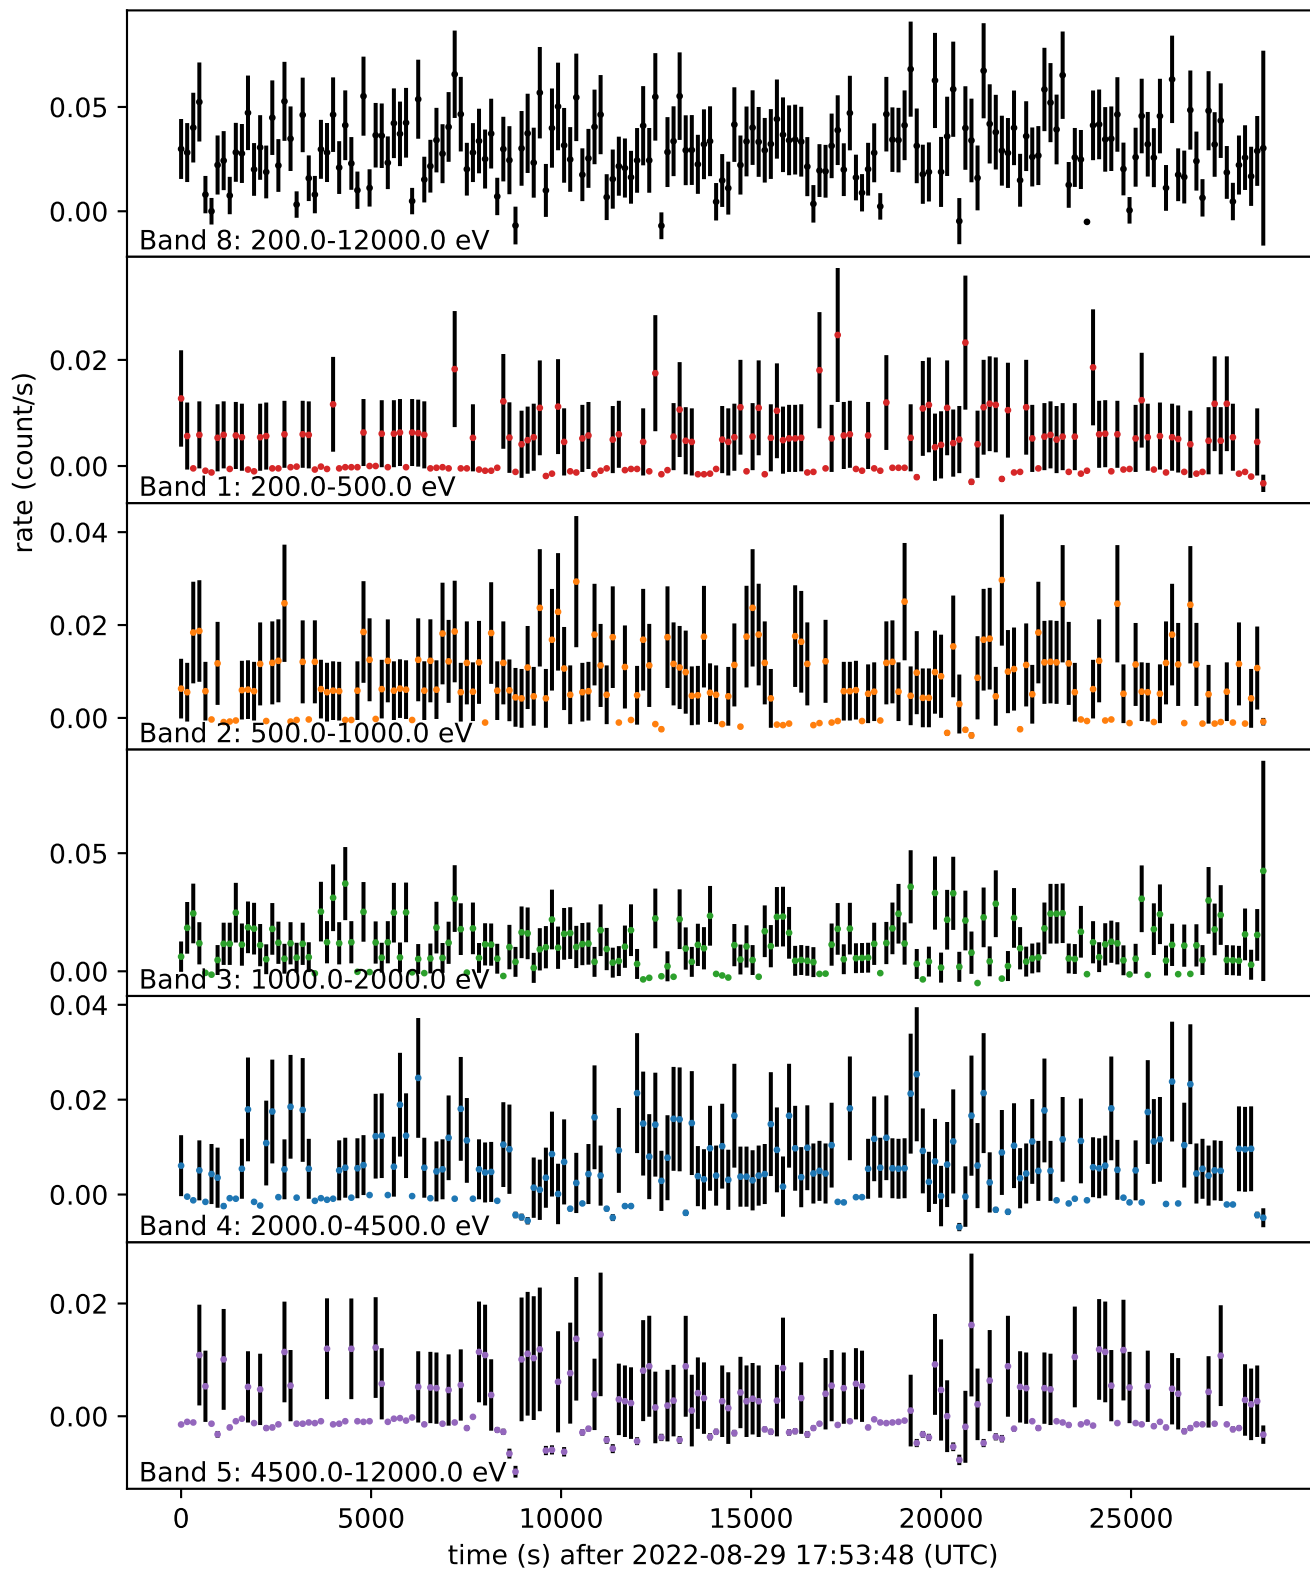 0.05
0.00
Band 8: 200.0-12000.0 eV
0.02
0.00
Band 1: 200.0-500.0 eV
rate (count/s)
0.04
0.02
0.00
Band 2: 500.0-1000.0 eV
0.05
0.00
Band 3: 1000.0-2000.0 eV
0.04
0.02
0.00
Band 4: 2000.0-4500.0 eV
0.02
0.00
Band 5: 4500.0-12000.0 eV
0 5000 10000 15000 20000 25000
time (s) after 2022-08-29 17:53:48 (UTC)